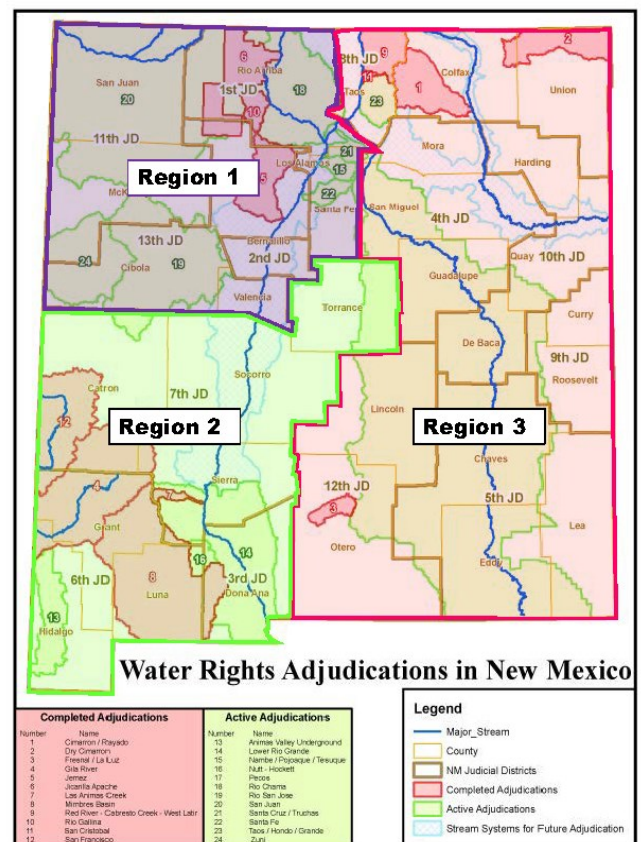 San Juan
20
6
Rio Arriba
1st JD
18
10
11th JD
Los Alamos
21
15
22
5
Region 1
Santa Fe
13th JD
24
Cibola
19
Bernalillo
2nd JD
Valencia
9
8th JD
11
Taos
23
Colfax
1
2
Union
Mora
Harding
San Miguel
4th JD
Quay
10th JD
Guadalupe
Curry
De Baca
9th JD
Roosevelt
Torrance
Socorro
Catron
7th JD
Lincoln
12
Region 2
Region 3
Chaves
Sierra
12th JD
3
5th JD
4
Grant
Otero
Lea
14
16
6th JD
8
Luna
3rd JD
Dona Ana
Eddy
13
Hidalgo
Water Rights Adjudications in New Mexico
Completed Adjudications
Number Name
1 Cimarron / Rayado
2 Dry Cimarron
3 Fresnal / La Luz
4 Gila River
5 Jemez
6 Jicarilla Apache
7 Las Animas Creek
8 Mimbres Basin
9 Red River - Cabresto Creek - West Latir
10 Rio Gallina
11 San Cristobal
12 San Francisco
Active Adjudications
Number Name
13 Animas Valley Underground
14 Lower Rio Grande
15 Nambe / Pojoaque / Tesuque
16 Nutt - Hockett
17 Pecos
18 Rio Chama
19 Rio San Jose
20 San Juan
21 Santa Cruz / Truchas
22 Santa Fe
23 Taos / Hondo / Grande
24 Zuni
Legend
Major_Stream
County
NM Judicial Districts
Completed Adjudications
Active Adjudications
Stream Systems for Future Adjudication